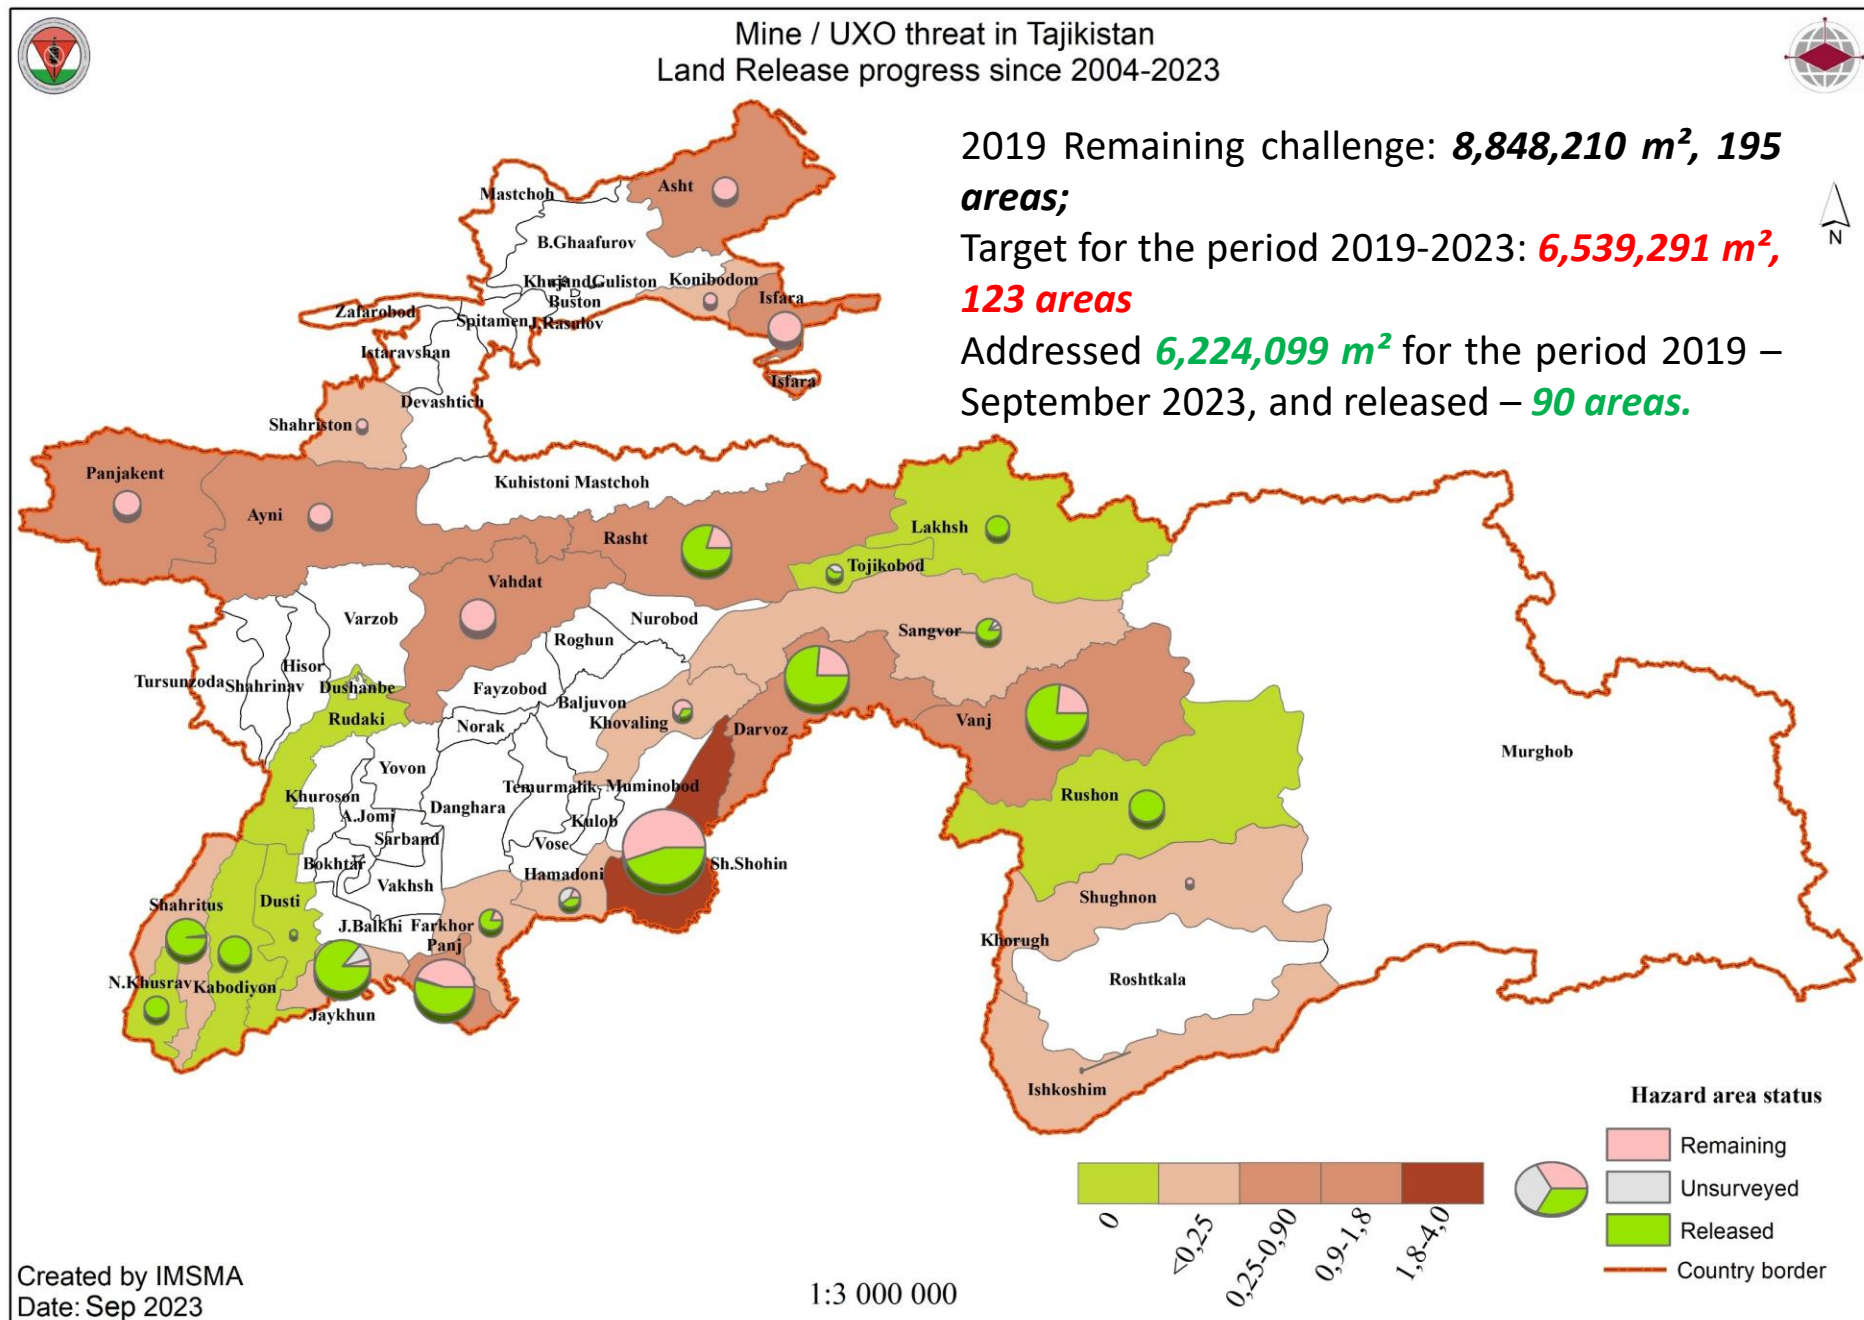 Mine / UXO threat in Tajikistan
Land Release progress since 2004-2023
2019 Remaining challenge: 8,848,210 m², 195
areas;
Target for the period 2019-2023: 6,539,291 m²,
123 areas
Addressed 6,224,099 m² for the period 2019 –
September 2023, and released – 90 areas.
N
Asht
Mastchoh
B.Ghaafurov
Khujand
Guliston
Konibodom
Buston
Isfara
Zafarobod
Spitamen
J.Rasulov
Istaravshan
Isfara
Devashtich
Shahriston
Panjakent
Kuhistoni Mastchoh
Ayni
Rasht
Lakhsh
Tojikobod
Vahdat
Varzob
Nurobod
Roghun
Sangvor
Hisor
Tursunzoda
Shahrinav
Dushanbe
Fayzobod
Baljuvon
Rudaki
Khovaling
Norak
Darvoz
Vanj
Murghob
Yovon
Khuroson
Temurmalik
Muminobod
Rushon
Danghara
A.Jomi
Kulob
Sarband
Vose
Bokhtar
Sh.Shohin
Hamadoni
Vakhsh
Shughnon
Shahritus
Dusti
J.Balkhi
Farkhor
Panj
Khorugh
Roshtkala
N.Khusrav
Kabodiyon
Jaykhun
Ishkoshim
Hazard area status
Remaining
Unsurveyed
Released
Country border
0
<0,25
0,25-0,90
0,9-1,8
1,8-4,0
Created by IMSMA
Date: Sep 2023
1:3 000 000